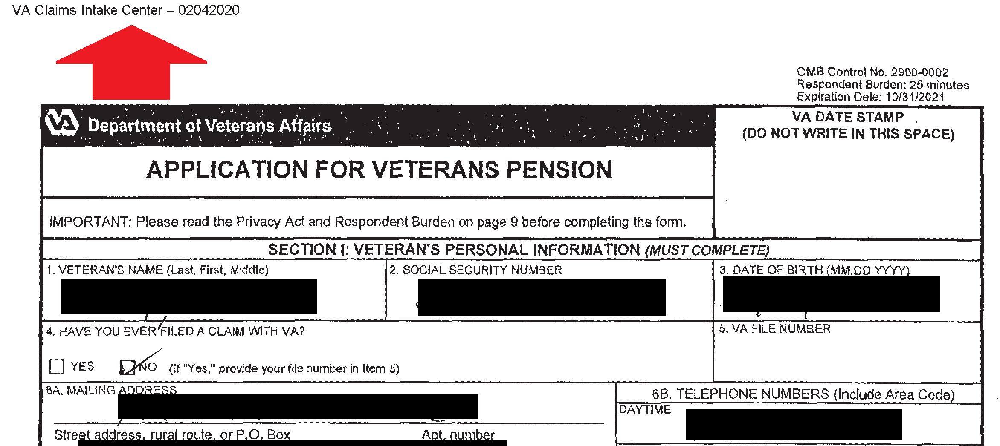 VA Claims Intake Center – 02042020
OMB Control No. 2900-0002
Respondent Burden: 25 minutes
Expiration Date: 10/31/2021
VA Department of Veterans Affairs
VA DATE STAMP
(DO NOT WRITE IN THIS SPACE)
APPLICATION FOR VETERANS PENSION
IMPORTANT: Please read the Privacy Act and Respondent Burden on page 9 before completing the form.
SECTION I: VETERAN'S PERSONAL INFORMATION (MUST COMPLETE)
1. VETERAN'S NAME (Last, First, Middle)
2. SOCIAL SECURITY NUMBER
3. DATE OF BIRTH (MM,DD YYYY)
4. HAVE YOU EVER FILED A CLAIM WITH VA?
5. VA FILE NUMBER
YES NO (If "Yes," provide your file number in Item 5)
6A. MAILING ADDRESS
6B. TELEPHONE NUMBERS (Include Area Code)
DAYTIME
Street address, rural route, or P.O. Box Apt. number